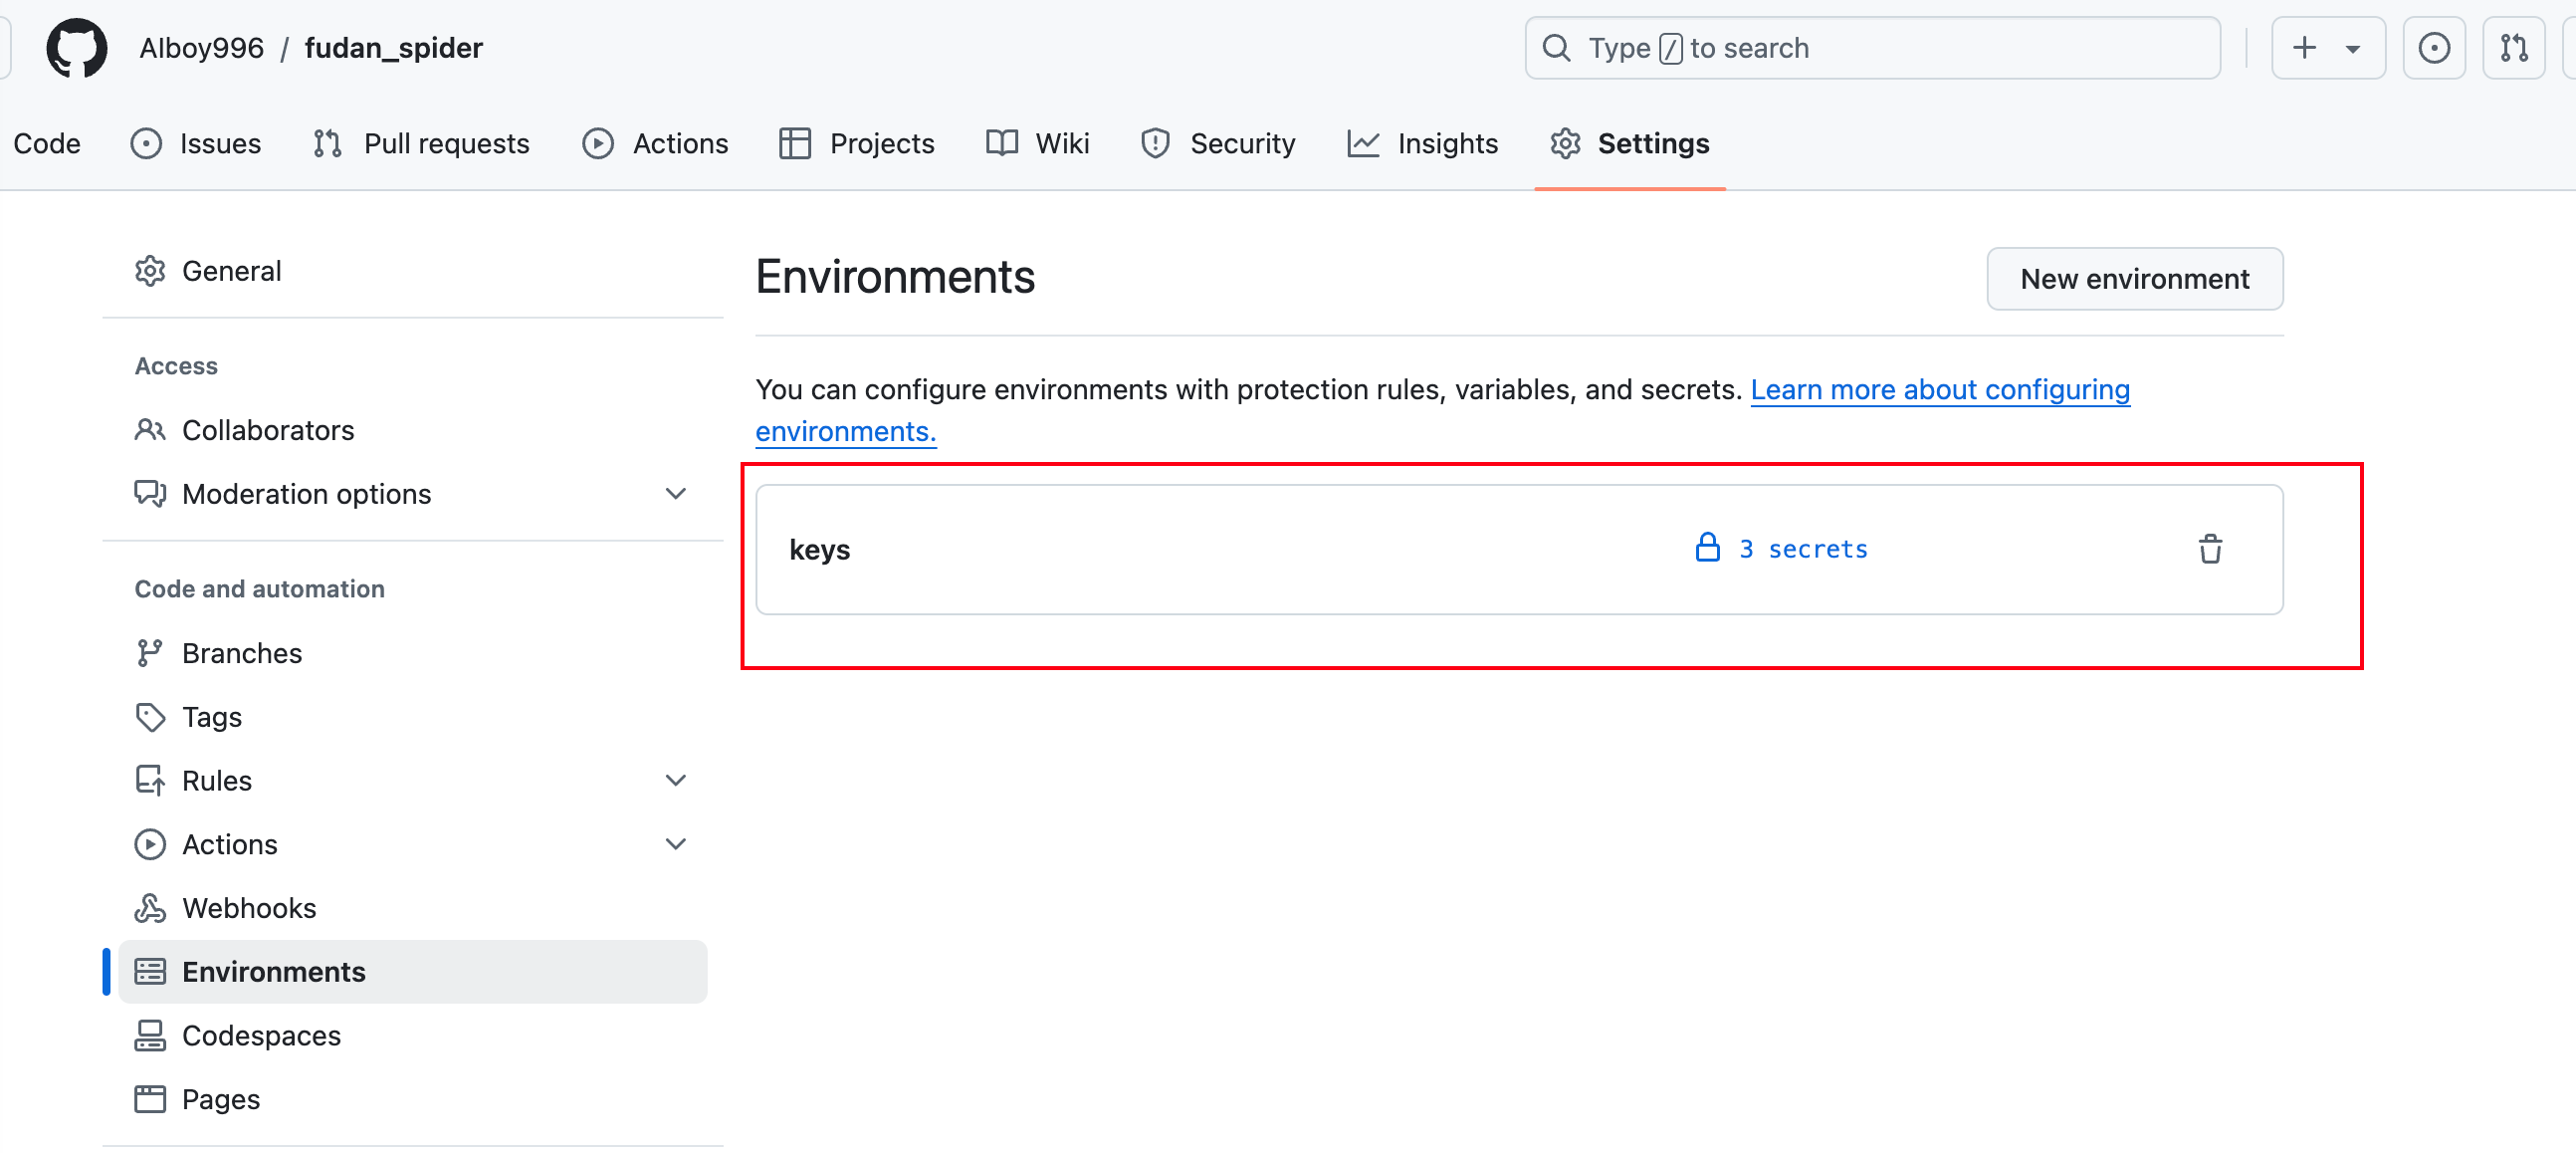 AIboy996 / fudan_spider
Type / to search
Code
Issues
Pull requests
Actions
Projects
Wiki
Security
Insights
Settings
General
Access
Collaborators
Moderation options
Code and automation
Branches
Tags
Rules
Actions
Webhooks
Environments
Codespaces
Pages
Environments
New environment
You can configure environments with protection rules, variables, and secrets. Learn more about configuring
environments.
keys
3 secrets